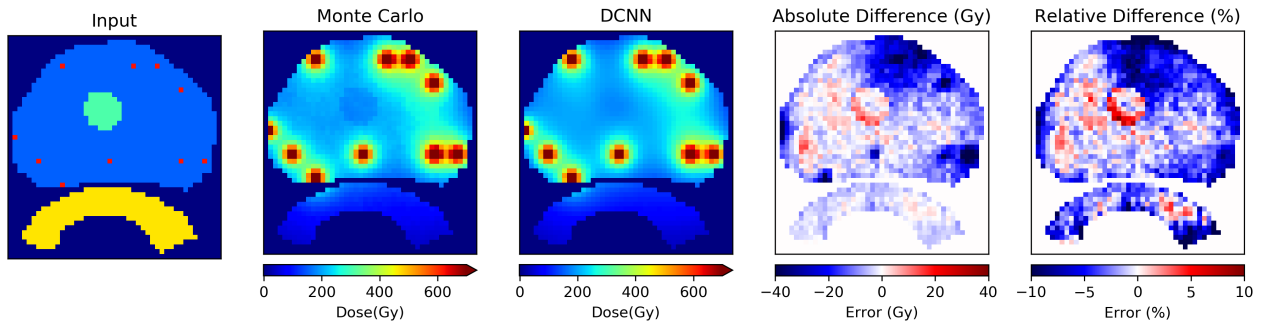 Input
Monte Carlo
DCNN
Absolute Difference (Gy)
Relative Difference (%)
0 200 400 600
Dose(Gy)
0 200 400 600
Dose(Gy)
−40 −20 0 20 40
Error (Gy)
−10 −5 0 5 10
Error (%)